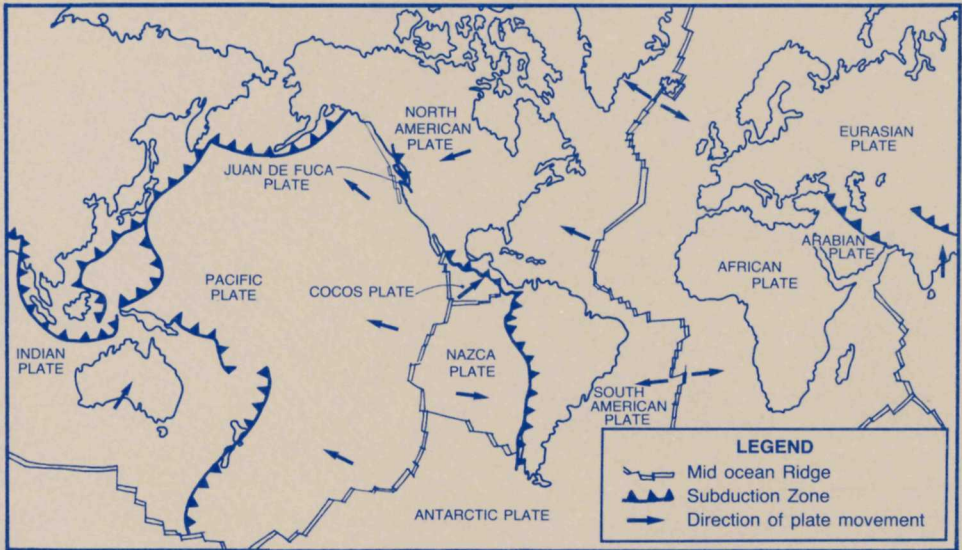 NORTH
AMERICAN
PLATE
EURASIAN
PLATE
JUAN DE FUCA
PLATE
ARABIAN
PLATE
AFRICAN
PLATE
PACIFIC
PLATE
COCOS PLATE
INDIAN
PLATE
NAZCA
PLATE
SOUTH
AMERICAN
PLATE
ANTARCTIC PLATE
LEGEND
Mid ocean Ridge
Subduction Zone
Direction of plate movement